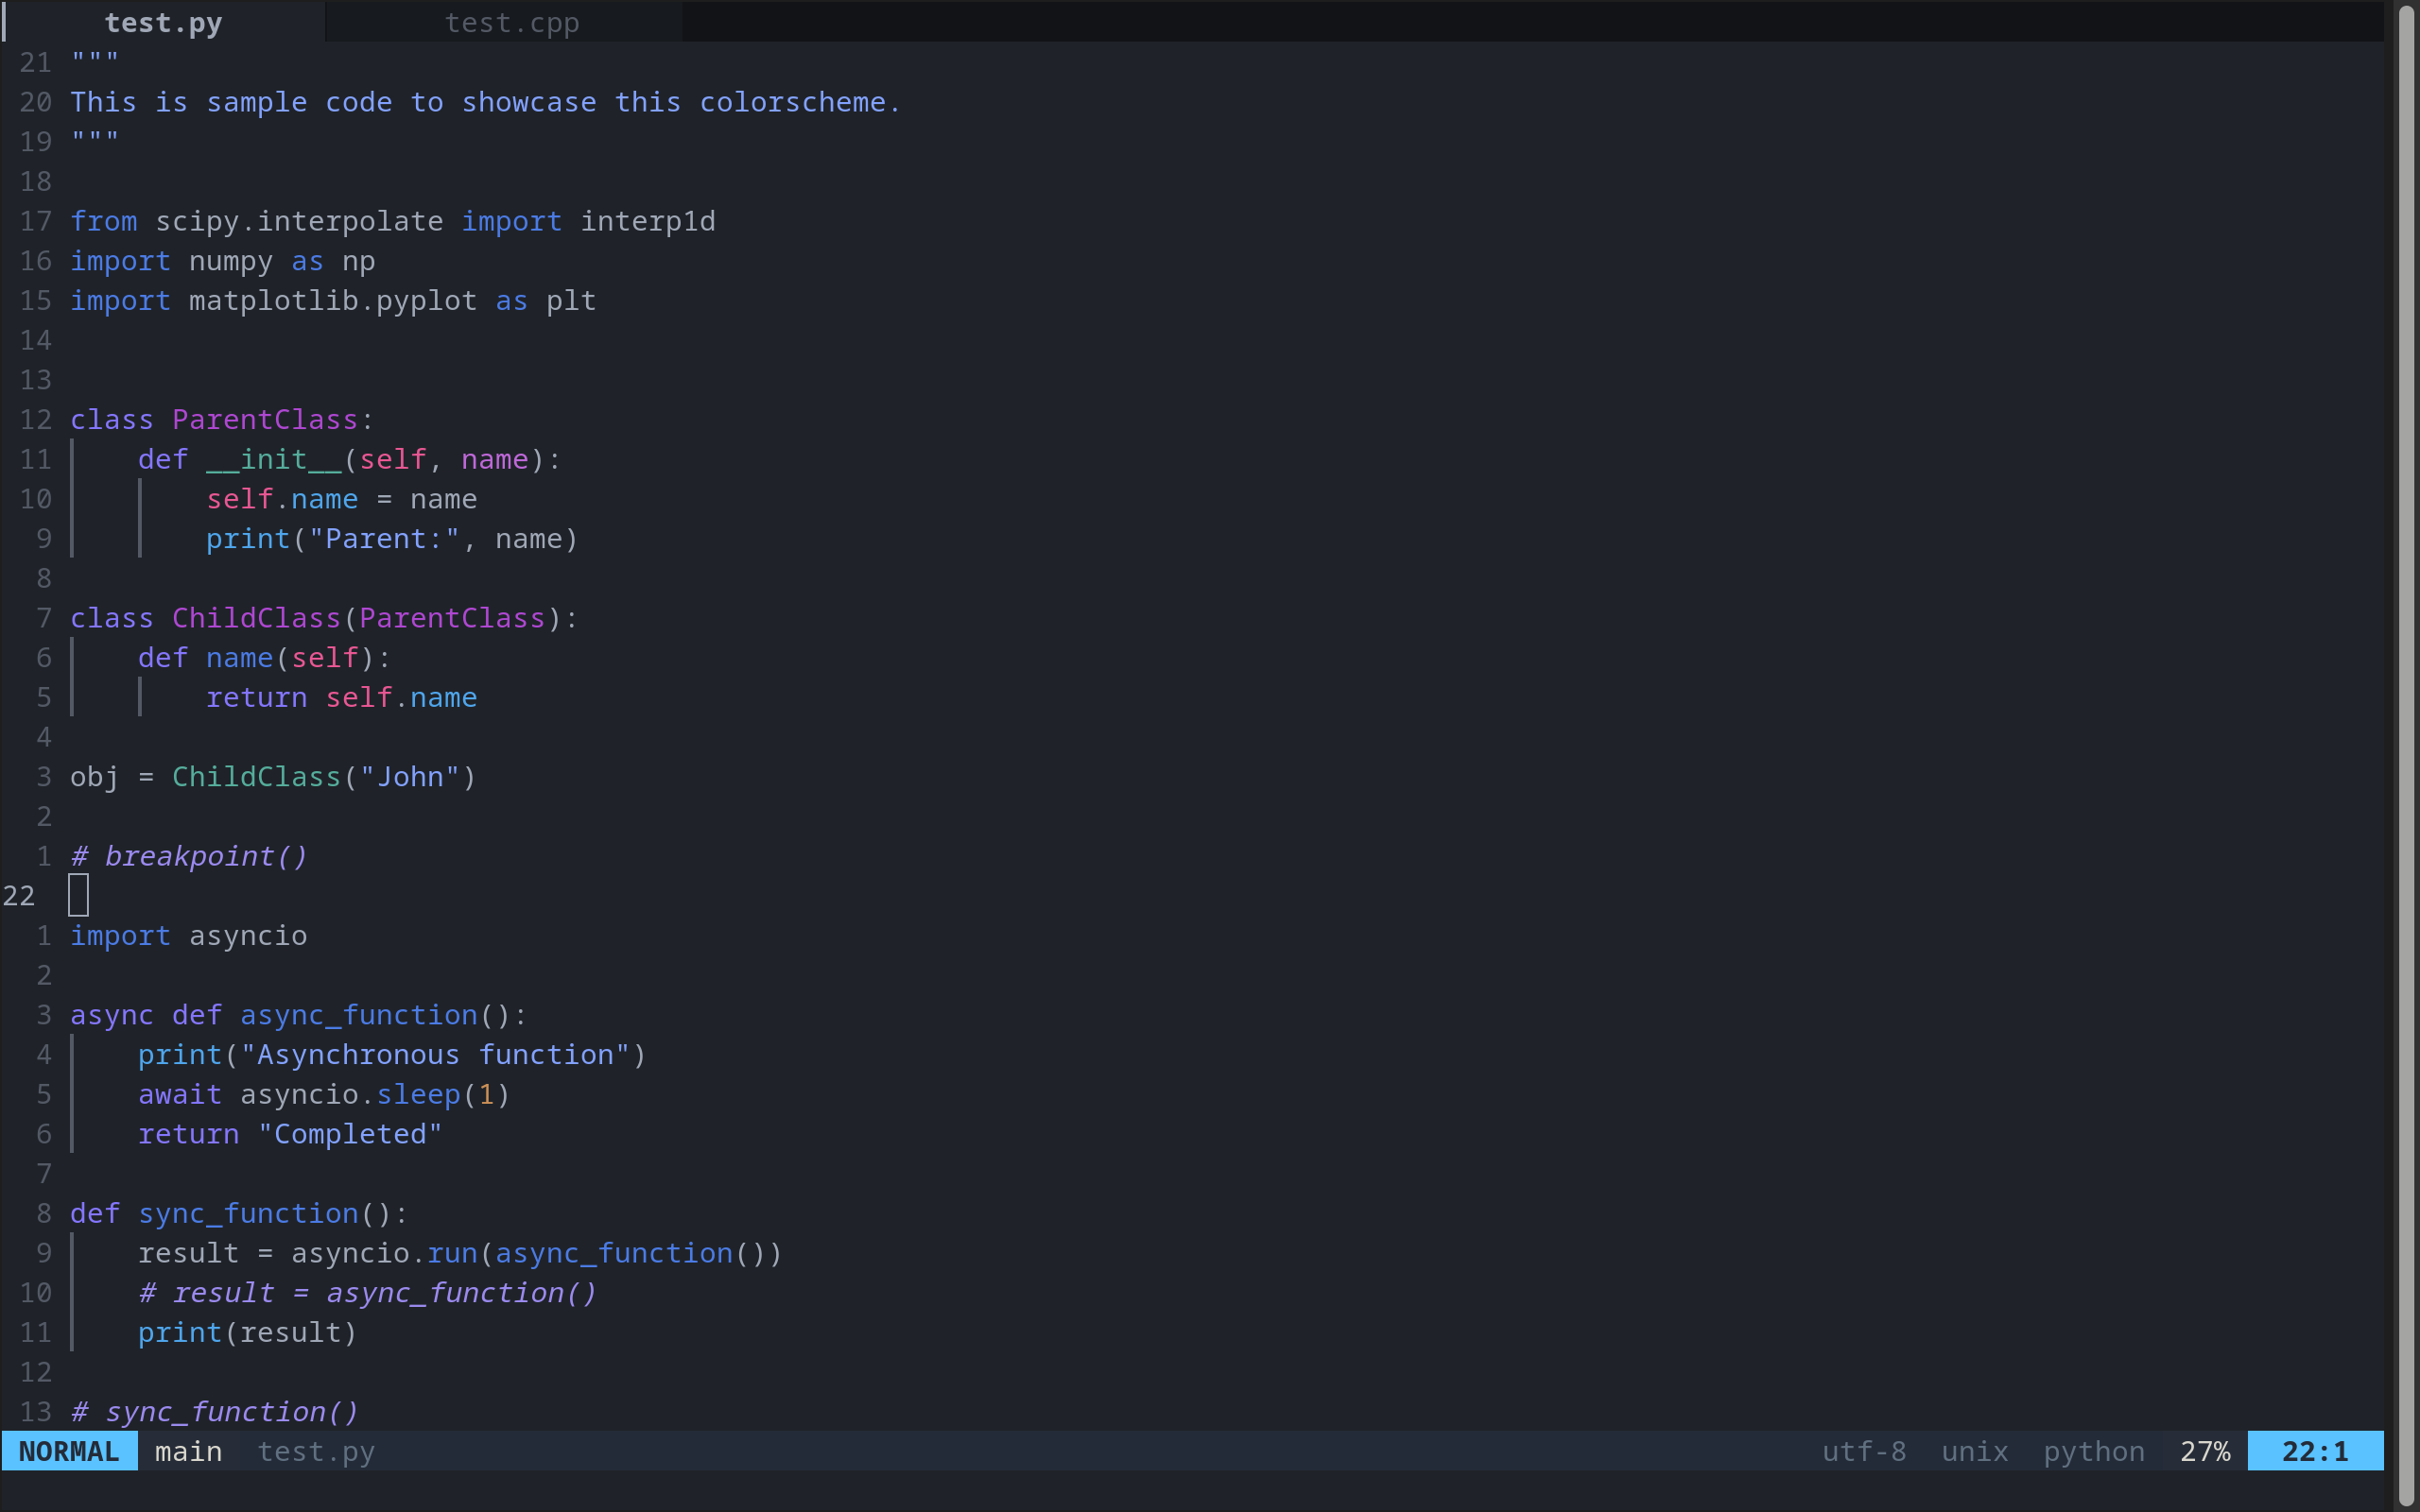 test.py test.cpp
21 """
20 This is sample code to showcase this colorscheme.
19 """
18
17 from scipy.interpolate import interp1d
16 import numpy as np
15 import matplotlib.pyplot as plt
14
13
12 class ParentClass:
11     def __init__(self, name):
10         self.name = name
9         print("Parent:", name)
8
7 class ChildClass(ParentClass):
6     def name(self):
5         return self.name
4
3 obj = ChildClass("John")
2
1 # breakpoint()
22
1 import asyncio
2
3 async def async_function():
4     print("Asynchronous function")
5     await asyncio.sleep(1)
6     return "Completed"
7
8 def sync_function():
9     result = asyncio.run(async_function())
10     # result = async_function()
11     print(result)
12
13 # sync_function()
NORMAL main test.py utf-8 unix python 27% 22:1